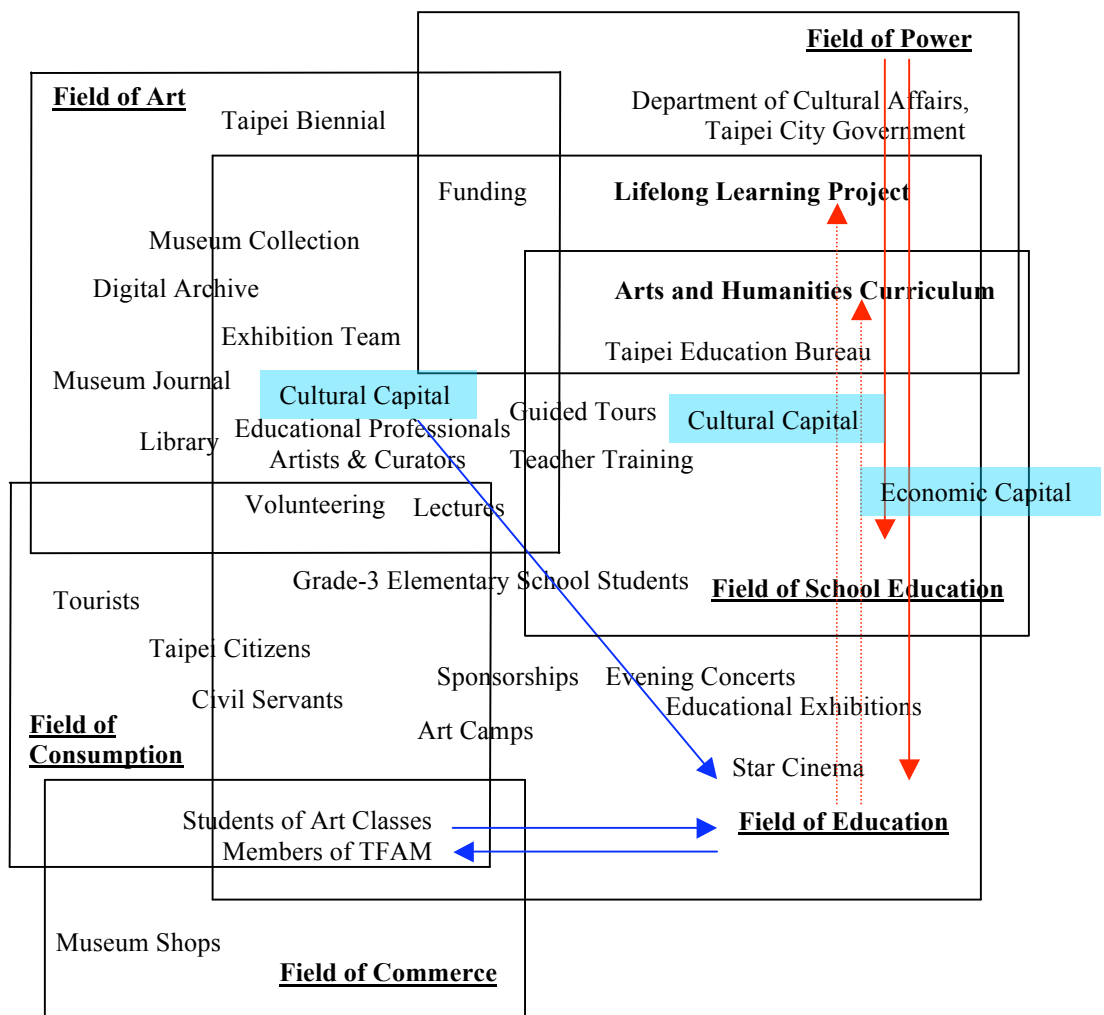 Field of Power
Field of Art
Department of Cultural Affairs,
Taipei City Government
Taipei Biennial
Funding
Lifelong Learning Project
Museum Collection
Digital Archive
Arts and Humanities Curriculum
Exhibition Team
Taipei Education Bureau
Museum Journal
Cultural Capital
Guided Tours
Cultural Capital
Educational Professionals
Library
Artists & Curators
Teacher Training
Economic Capital
Volunteering
Lectures
Grade-3 Elementary School Students
Field of School Education
Tourists
Taipei Citizens
Sponsorships
Evening Concerts
Civil Servants
Educational Exhibitions
Field of
Consumption
Art Camps
Star Cinema
Students of Art Classes
Field of Education
Members of TFAM
Museum Shops
Field of Commerce